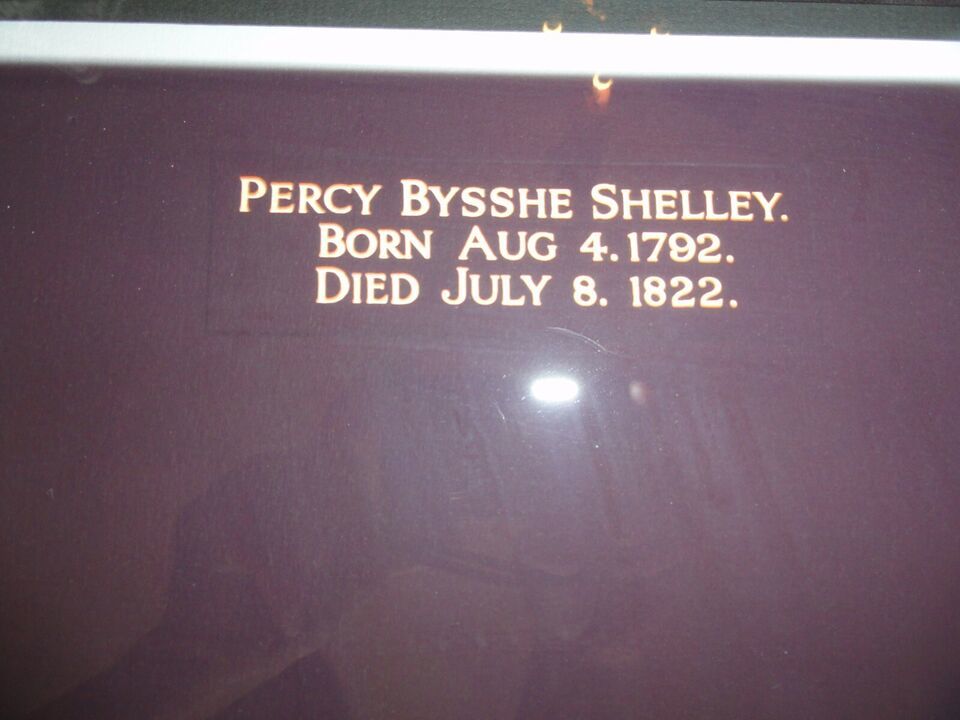 PERCY BYSSHE SHELLEY.
BORN AUG 4. 1792.
DIED JULY 8. 1822.